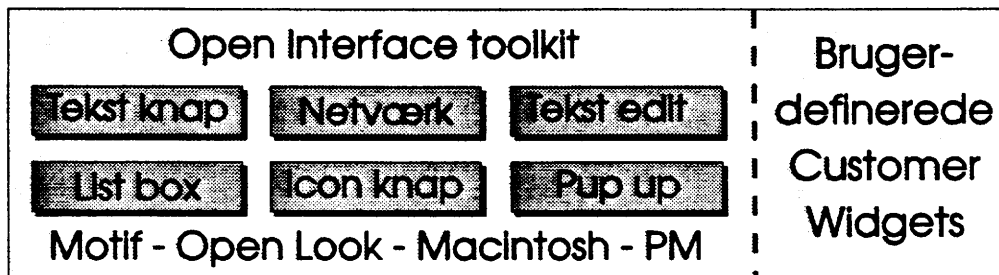 Open Interface toolkit
Tekst knap Netværk Tekst edit
List box Icon knap Pup up
Motif - Open Look - Macintosh - PM
Bruger-
definerede
Customer
Widgets